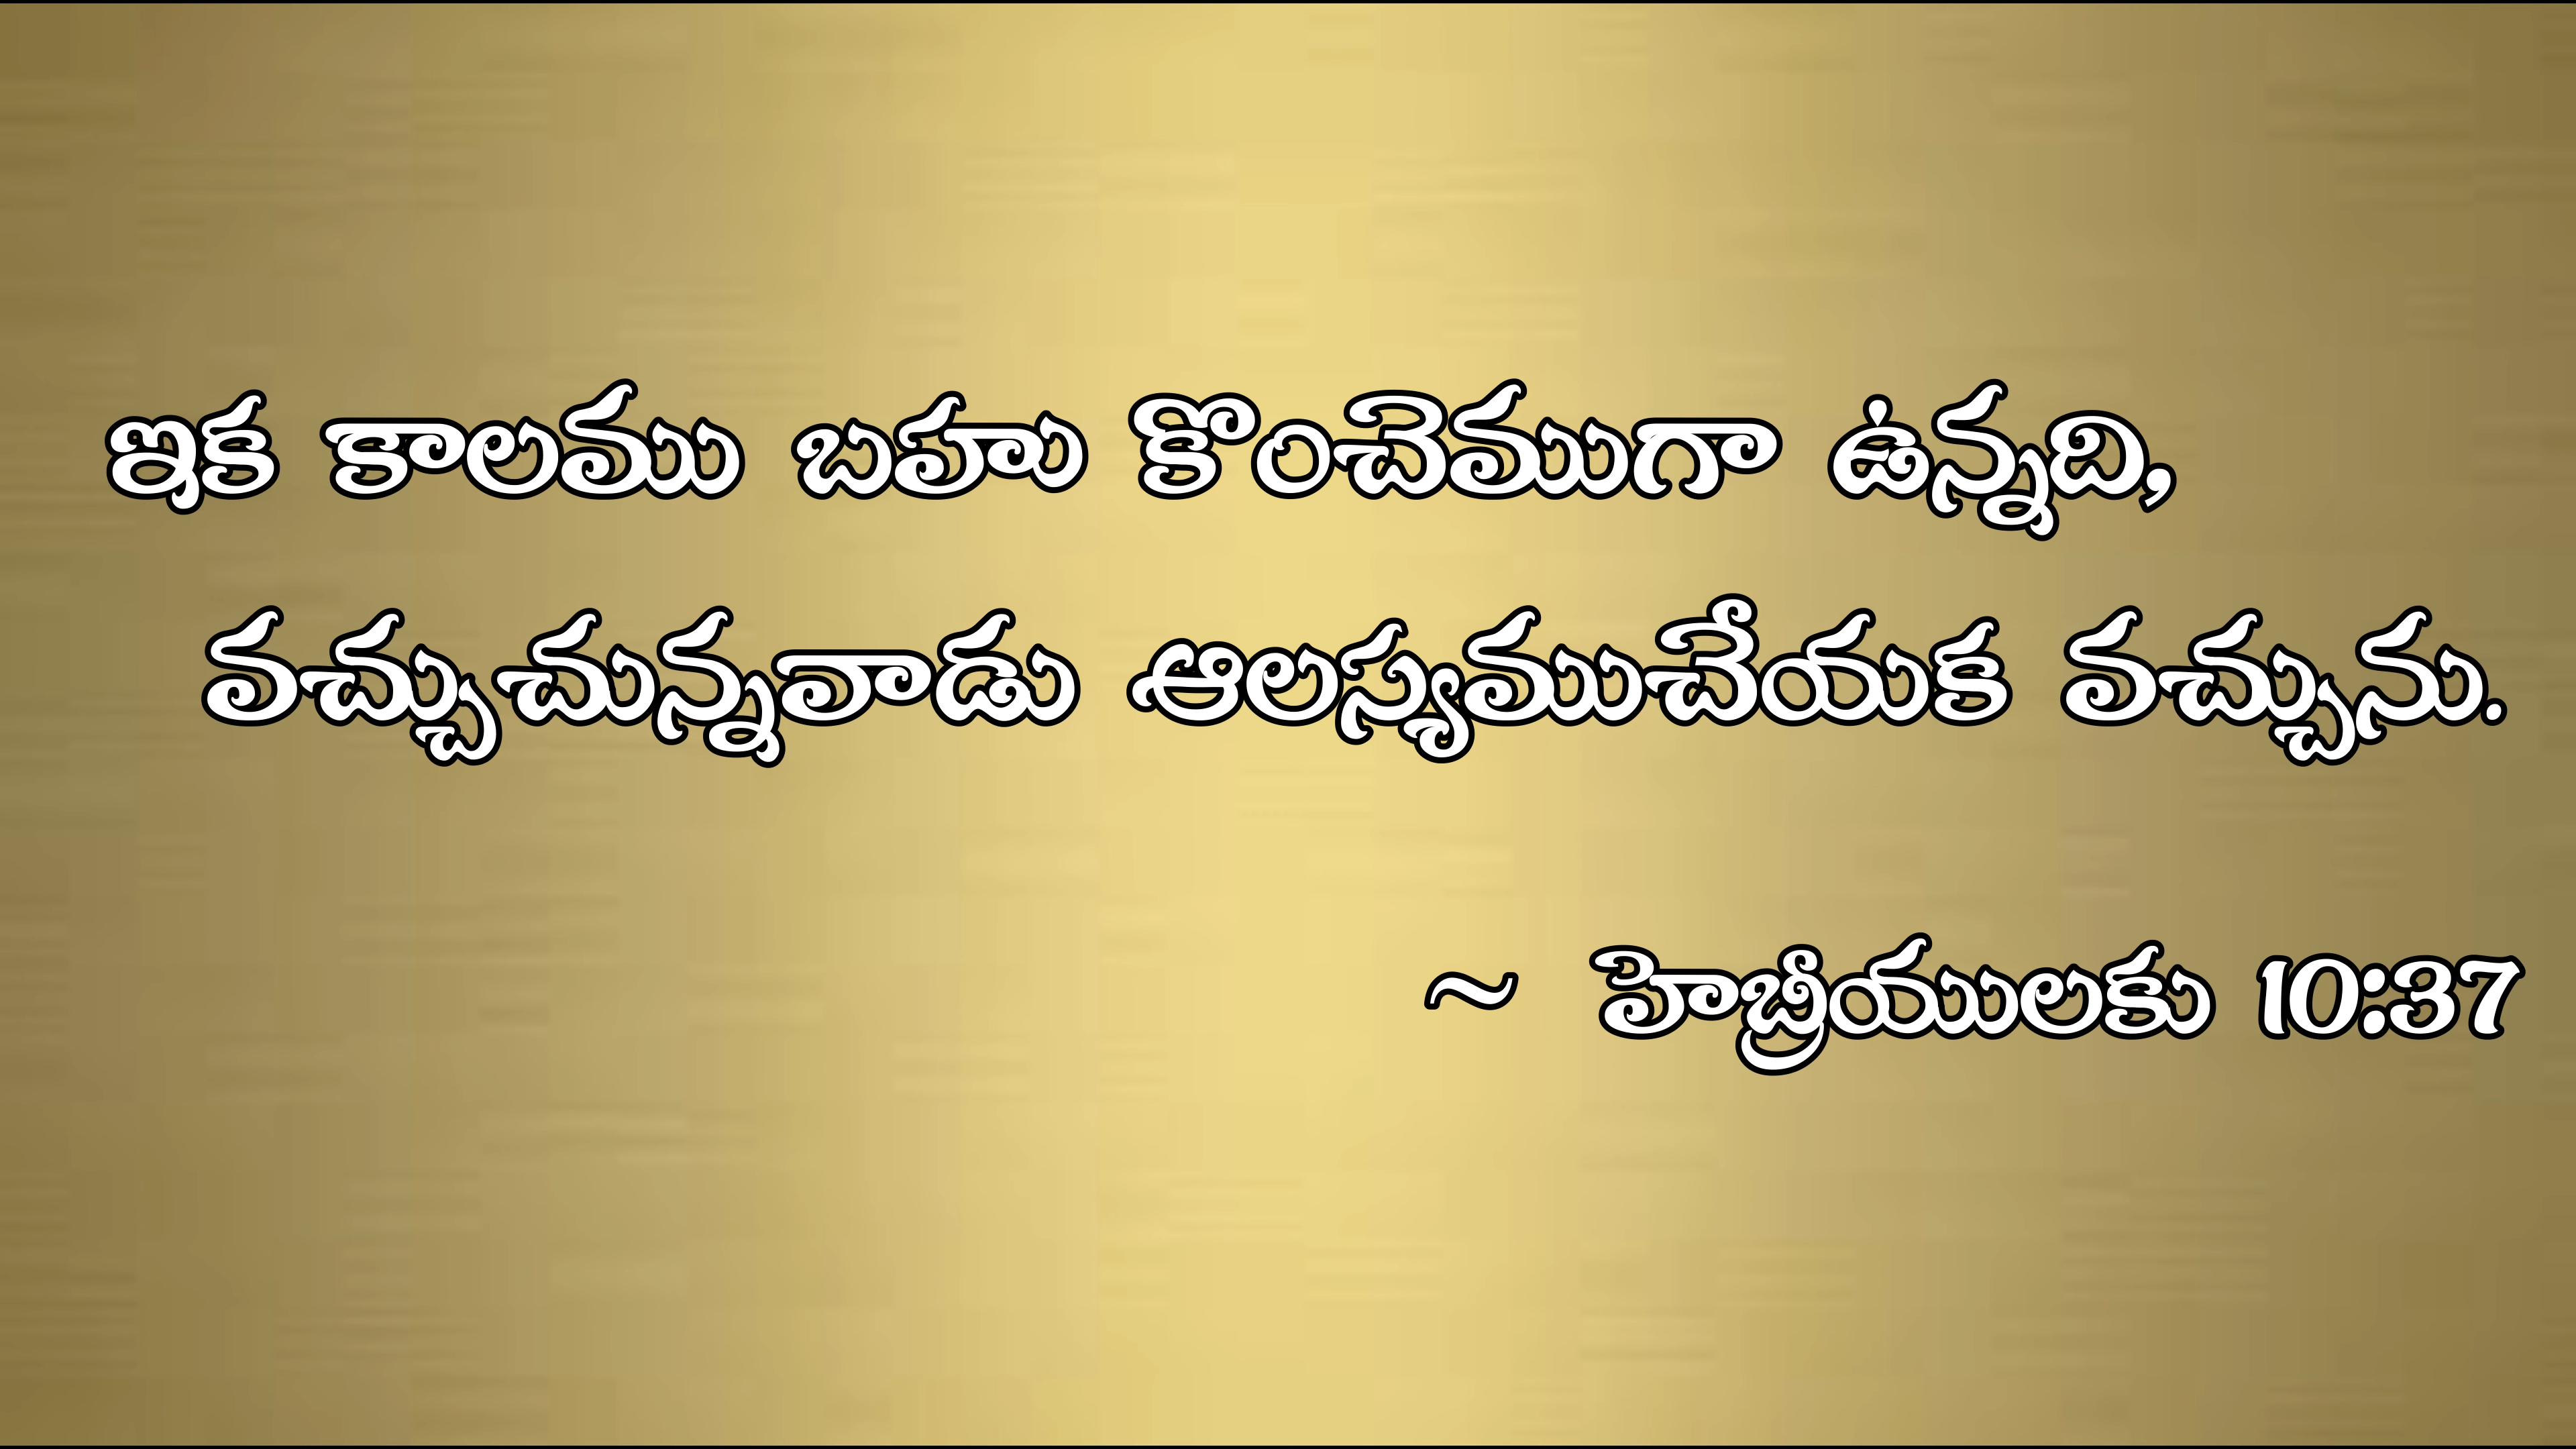 ఇక కాలము బహు కొంచెముగా ఉన్నది,
వచ్చుచున్నవాడు ఆలస్యముచేయక వచ్చును.
~ హెబ్రీయులకు 10:37